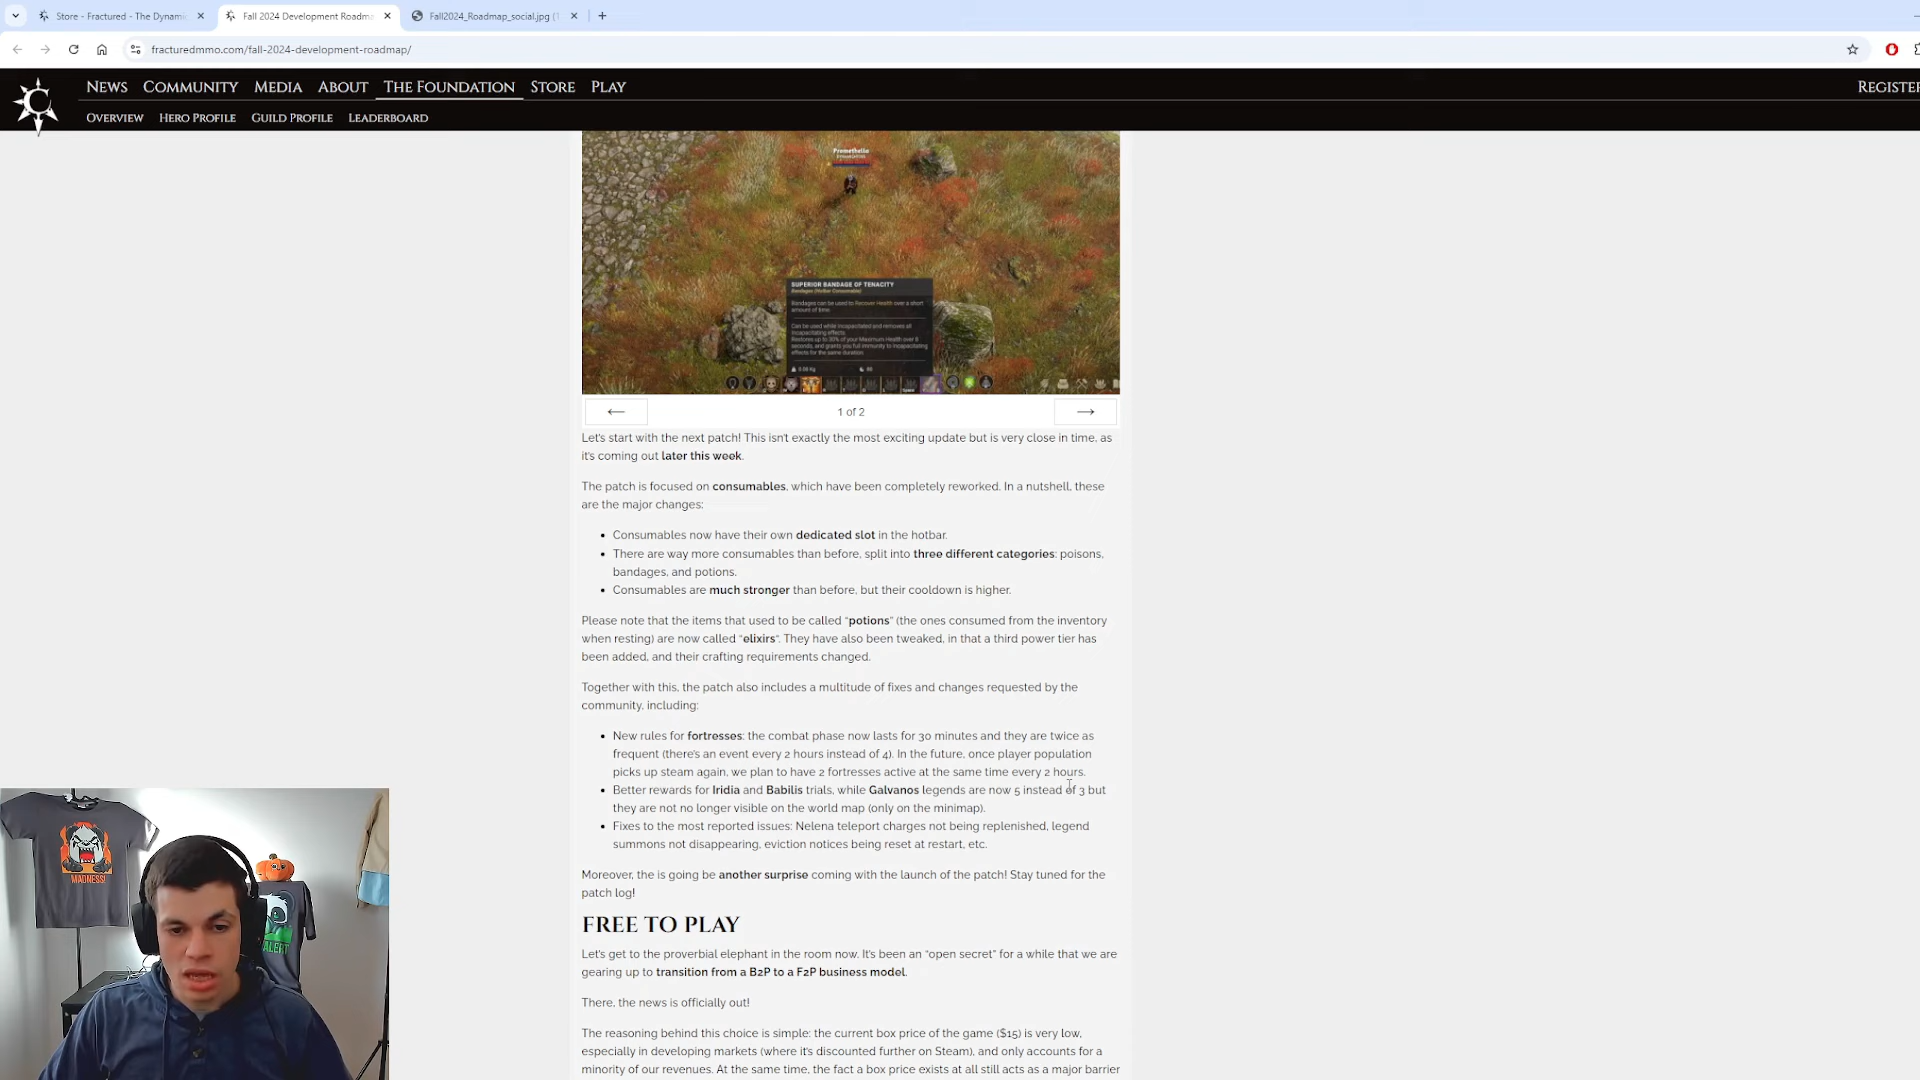 Store - Fractured - The Dynami
Fall 2024 Development Roadma
Fall2024_Roadmap_social.jpg (1
fracturedmmo.com/fall-2024-development-roadmap/
NEWS COMMUNITY MEDIA ABOUT THE FOUNDATION STORE PLAY
REGISTER
OVERVIEW HERO PROFILE GUILD PROFILE LEADERBOARD
Promethello
SUPERIOR BANDAGE OF TENACITY
Bandages (Hotbar Consumable)
Bandages can be used to Recover Health over a short
amount of time.
Can be used while incapacitated and removes all
incapacitating effects.
Restores up to 30% of your Maximum Health over 8
seconds, and grants you full immunity to incapacitating
effects for the same duration.
1 of 2
Let's start with the next patch! This isn't exactly the most exciting update but is very close in time, as
it's coming out later this week.
The patch is focused on consumables, which have been completely reworked. In a nutshell, these
are the major changes:
• Consumables now have their own dedicated slot in the hotbar.
• There are way more consumables than before, split into three different categories: poisons,
bandages, and potions.
• Consumables are much stronger than before, but their cooldown is higher.
Please note that the items that used to be called “potions” (the ones consumed from the inventory
when resting) are now called “elixirs“. They have also been tweaked, in that a third power tier has
been added, and their crafting requirements changed.
Together with this, the patch also includes a multitude of fixes and changes requested by the
community, including:
• New rules for fortresses: the combat phase now lasts for 30 minutes and they are twice as
frequent (there's an event every 2 hours instead of 4). In the future, once player population
picks up steam again, we plan to have 2 fortresses active at the same time every 2 hours.
• Better rewards for Iridia and Babilis trials, while Galvanos legends are now 5 instead of 3 but
they are not no longer visible on the world map (only on the minimap).
• Fixes to the most reported issues: Nelena teleport charges not being replenished, legend
summons not disappearing, eviction notices being reset at restart, etc.
Moreover, the is going be another surprise coming with the launch of the patch! Stay tuned for the
patch log!
FREE TO PLAY
Let's get to the proverbial elephant in the room now. It's been an “open secret” for a while that we are
gearing up to transition from a B2P to a F2P business model.
There, the news is officially out!
The reasoning behind this choice is simple: the current box price of the game ($15) is very low,
especially in developing markets (where it's discounted further on Steam), and only accounts for a
minority of our revenues. At the same time, the fact a box price exists at all still acts as a major barrier
MADNESS!
ALERT